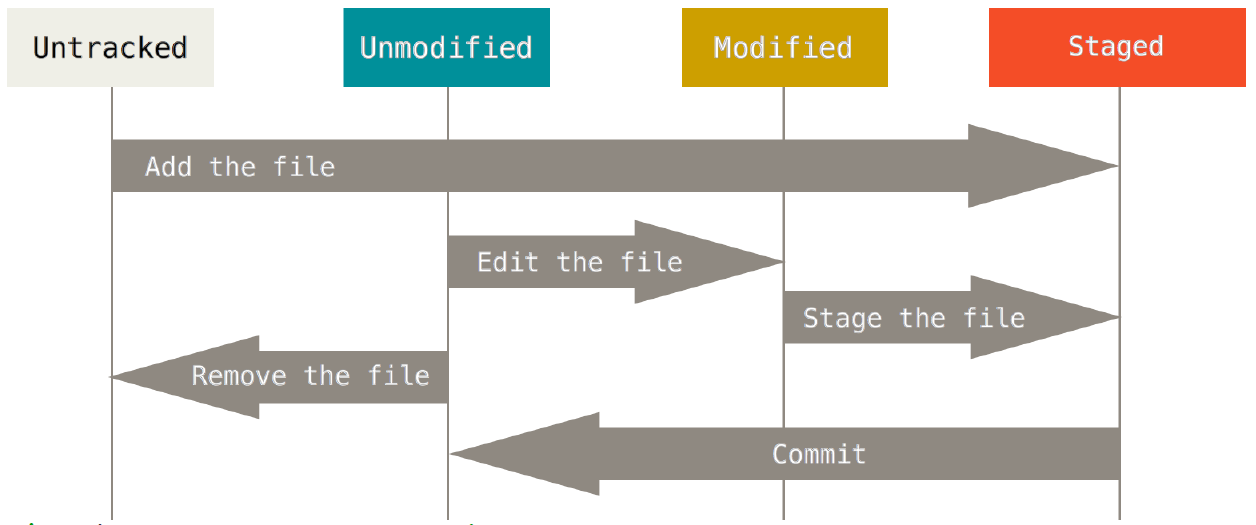 Untracked
Unmodified
Modified
Staged
Add the file
Edit the file
Stage the file
Remove the file
Commit